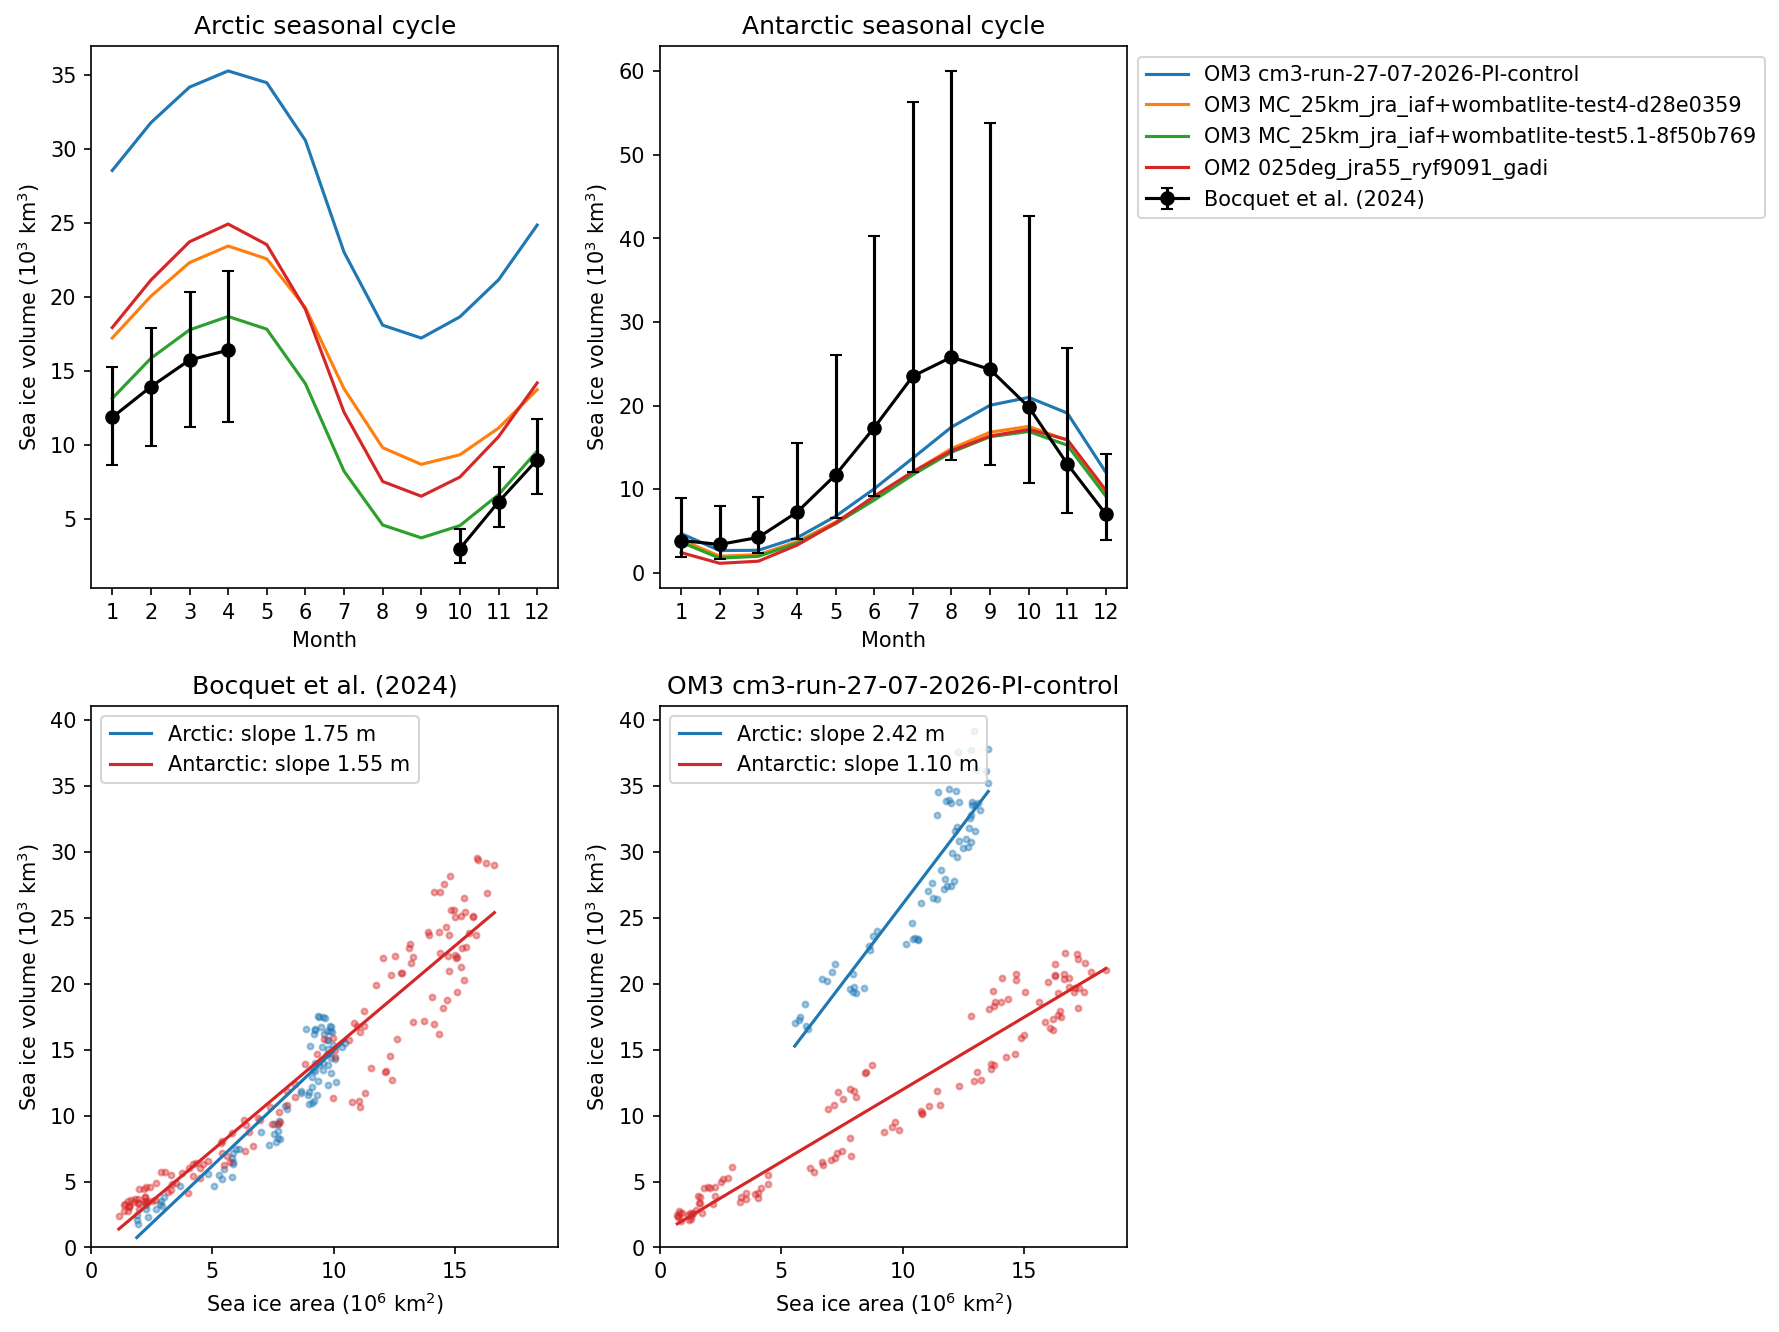 Arctic seasonal cycle
Sea ice volume (10³ km³)
35
30
25
20
15
10
5
1 2 3 4 5 6 7 8 9 10 11 12
Month
Antarctic seasonal cycle
Sea ice volume (10³ km³)
60
50
40
30
20
10
0
1 2 3 4 5 6 7 8 9 10 11 12
Month
OM3 cm3-run-27-07-2026-PI-control
OM3 MC_25km_jra_iaf+wombatlite-test4-d28e0359
OM3 MC_25km_jra_iaf+wombatlite-test5.1-8f50b769
OM2 025deg_jra55_ryf9091_gadi
Bocquet et al. (2024)
Bocquet et al. (2024)
Arctic: slope 1.75 m
Antarctic: slope 1.55 m
Sea ice volume (10³ km³)
40
35
30
25
20
15
10
5
0
0 5 10 15
Sea ice area (10⁶ km²)
OM3 cm3-run-27-07-2026-PI-control
Arctic: slope 2.42 m
Antarctic: slope 1.10 m
Sea ice volume (10³ km³)
40
35
30
25
20
15
10
5
0
0 5 10 15
Sea ice area (10⁶ km²)